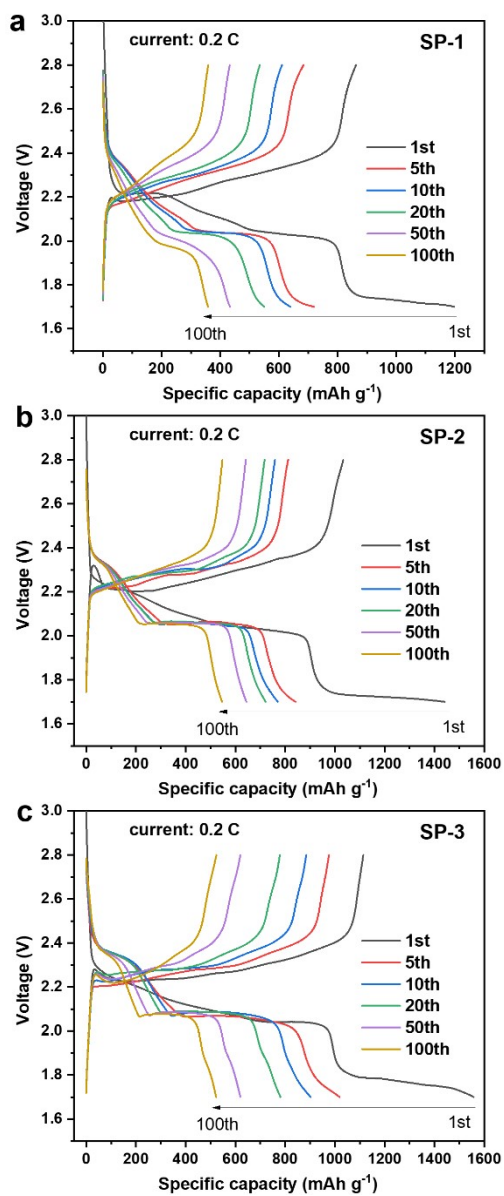 a
current: 0.2 C
SP-1
3.0
2.8
2.6
2.4
2.2
2.0
1.8
1.6
Voltage (V)
1st
5th
10th
20th
50th
100th
100th
1st
0
200
400
600
800
1000
1200
Specific capacity (mAh g⁻¹)
b
current: 0.2 C
SP-2
3.0
2.8
2.6
2.4
2.2
2.0
1.8
1.6
Voltage (V)
1st
5th
10th
20th
50th
100th
100th
1st
0
200
400
600
800
1000
1200
1400
1600
Specific capacity (mAh g⁻¹)
c
current: 0.2 C
SP-3
3.0
2.8
2.6
2.4
2.2
2.0
1.8
1.6
Voltage (V)
1st
5th
10th
20th
50th
100th
100th
1st
0
200
400
600
800
1000
1200
1400
1600
Specific capacity (mAh g⁻¹)